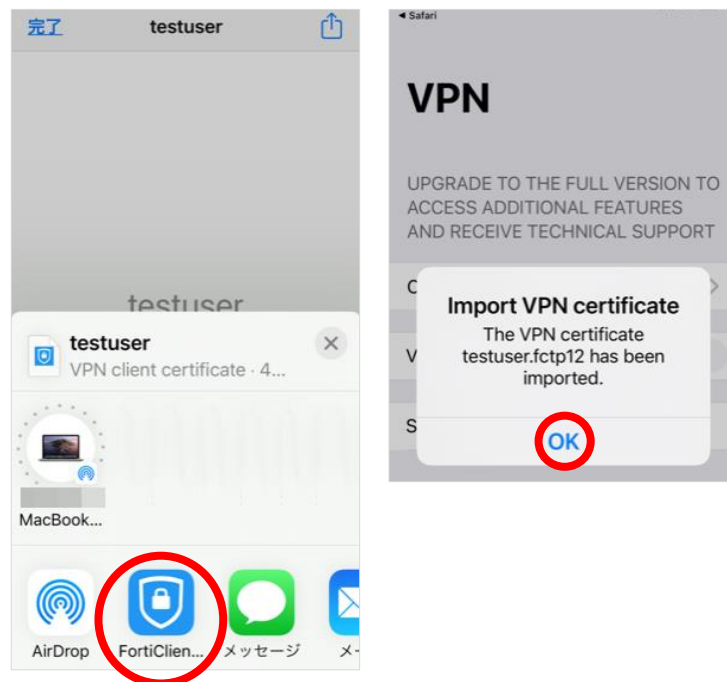 完了
testuser
testuser
testuser
VPN client certificate · 4...
MacBook...
AirDrop
FortiClien...
メッセージ
Safari
VPN
UPGRADE TO THE FULL VERSION TO
ACCESS ADDITIONAL FEATURES
AND RECEIVE TECHNICAL SUPPORT
Import VPN certificate
The VPN certificate
testuser.fctp12 has been
imported.
OK